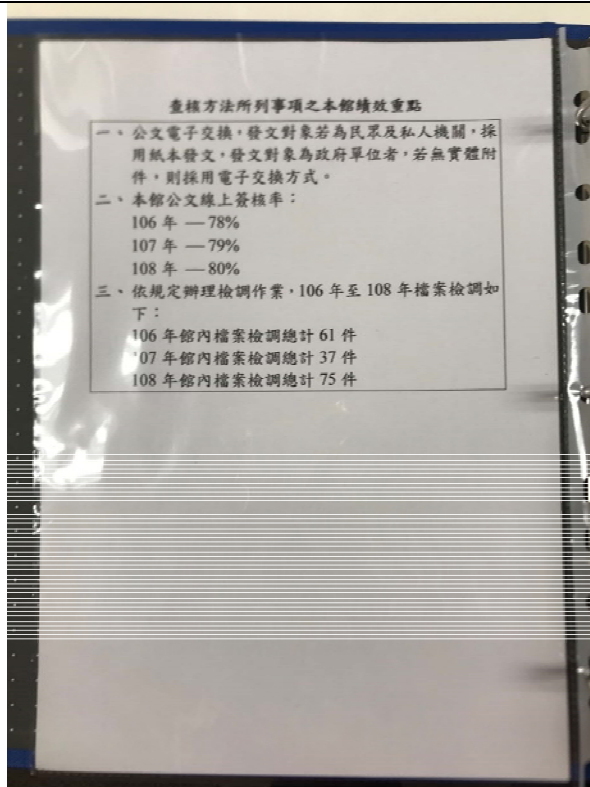 查核方法所列事項之本館績效重點
一、公文電子交換，發文對象若為民眾及私人機關，採
用紙本發文，發文對象為政府單位者，若無實體附
件，則採用電子交換方式。
二、本館公文線上簽核率：
106 年 —78%
107 年 —79%
108 年 —80%
三、依規定辦理檢調作業，106 年至 108 年檔案檢調如
下：
106 年館內檔案檢調總計 61 件
107 年館內檔案檢調總計 37 件
108 年館內檔案檢調總計 75 件